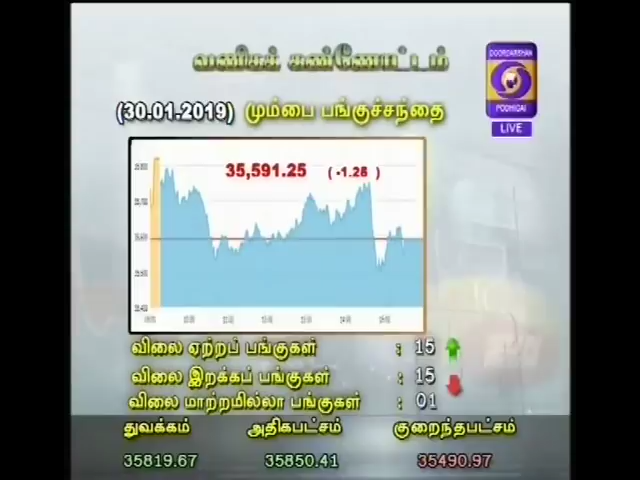 வணிகக் கண்ணோட்டம்
DOORDARSHAN
PODHIGAI
LIVE
(30.01.2019) மும்பை பங்குச்சந்தை
35,591.25 ( -1.28 )
விலை ஏற்றப் பங்குகள் : 15
விலை இறக்கப் பங்குகள் : 15
விலை மாற்றமில்லா பங்குகள் : 01
துவக்கம் அதிகபட்சம் குறைந்தபட்சம்
35819.67 35850.41 35490.97